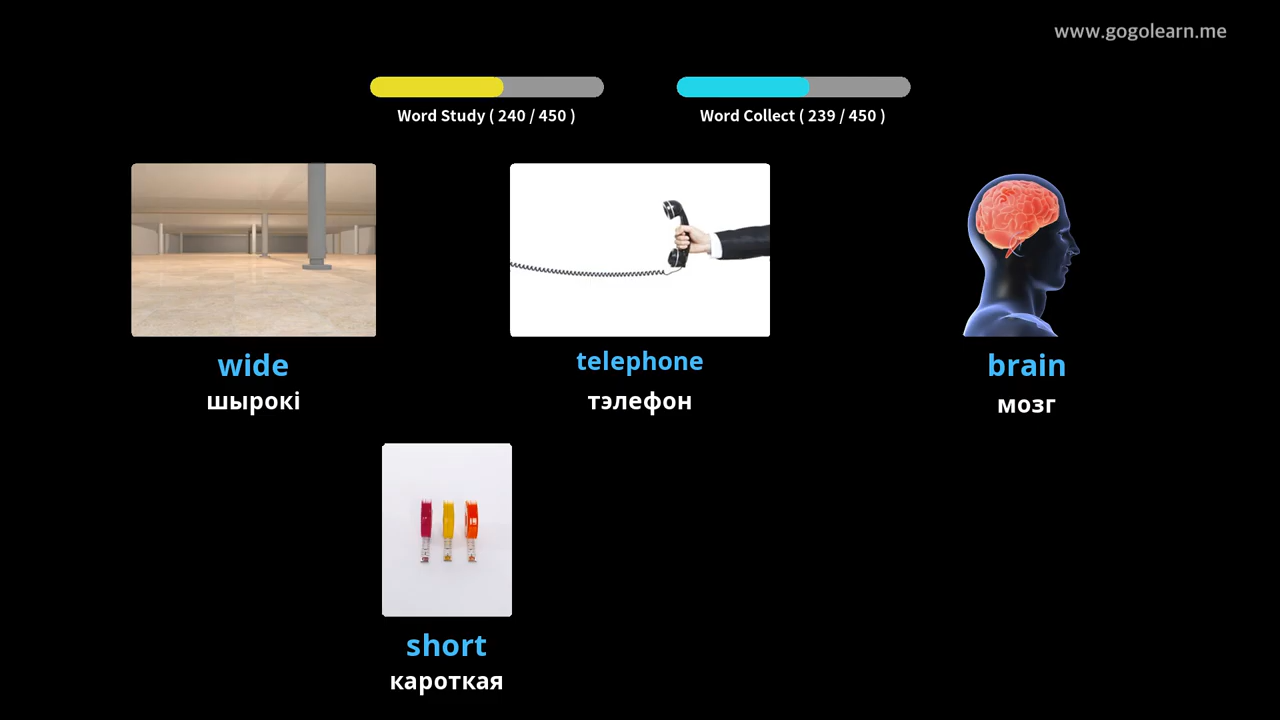 www.gogolearn.me
Word Study ( 240 / 450 )
Word Collect ( 239 / 450 )
wide
шырокі
telephone
тэлефон
brain
мозг
short
кароткая